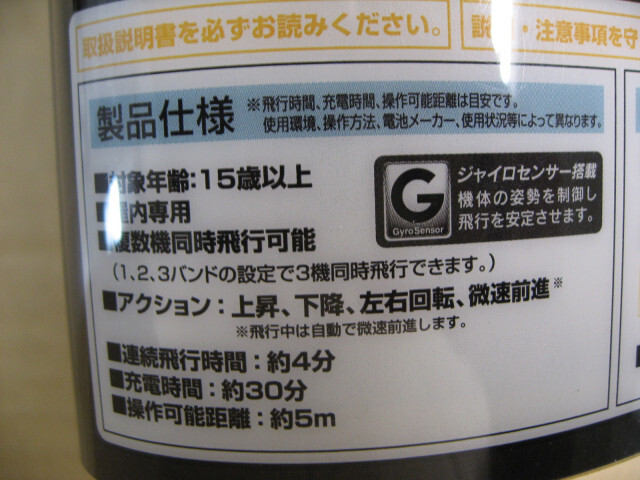 取扱説明書を必ずお読みください。
説明・注意事項を守
製品仕様
※飛行時間、充電時間、操作可能距離は目安です。
使用環境、操作方法、電池メーカー、使用状況等によって異なります。
■対象年齢：15歳以上
■室内専用
■複数機同時飛行可能
（1、2、3バンドの設定で3機同時飛行できます。）
G
GyroSensor
ジャイロセンサー搭載
機体の姿勢を制御し
飛行を安定させます。
■アクション：上昇、下降、左右回転、微速前進※
※飛行中は自動で微速前進します。
■連続飛行時間：約4分
■充電時間：約30分
■操作可能距離：約5m